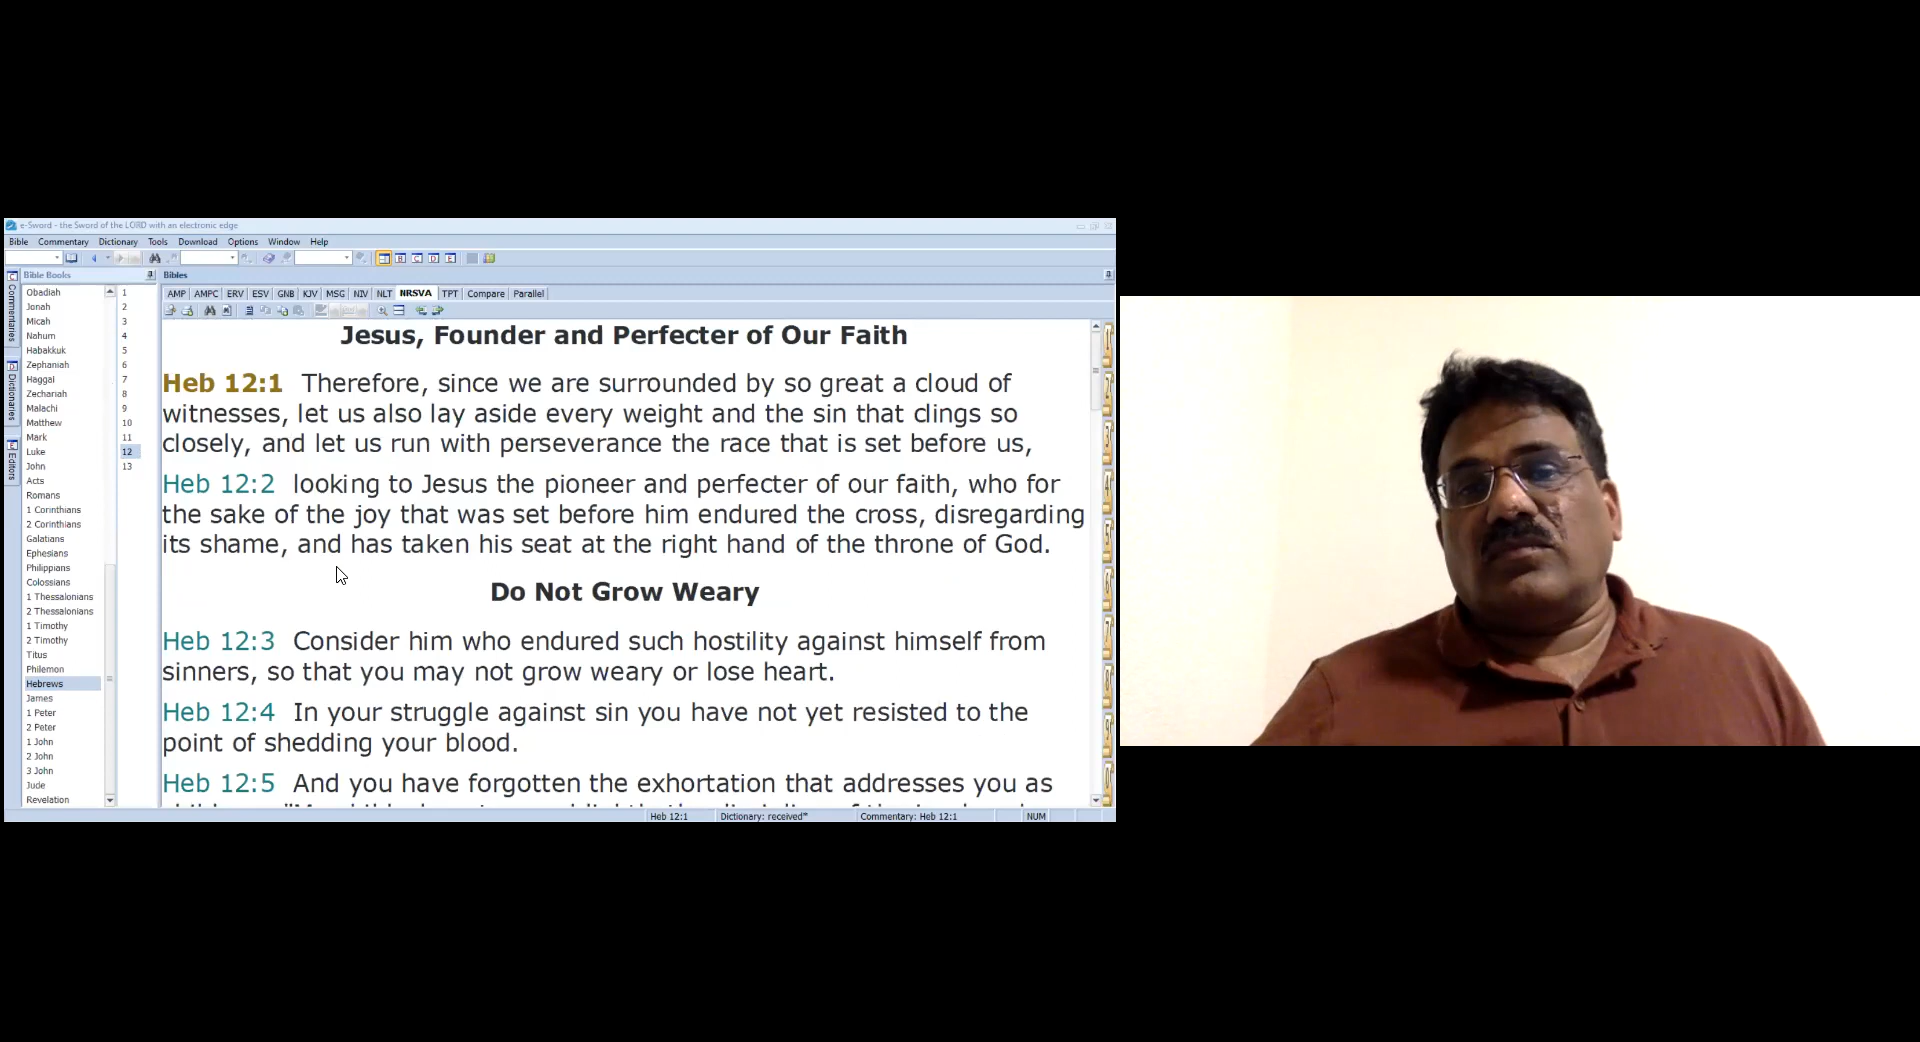 e-Sword - the Sword of the LORD with an electronic edge
Bible Commentary Dictionary Tools Download Options Window Help
Bible Books
Bibles
Commentaries
Dictionaries
Editors
Obadiah
Jonah
Micah
Nahum
Habakkuk
Zephaniah
Haggai
Zechariah
Malachi
Matthew
Mark
Luke
John
Acts
Romans
1 Corinthians
2 Corinthians
Galatians
Ephesians
Philippians
Colossians
1 Thessalonians
2 Thessalonians
1 Timothy
2 Timothy
Titus
Philemon
Hebrews
James
1 Peter
2 Peter
1 John
2 John
3 John
Jude
Revelation
1
2
3
4
5
6
7
8
9
10
11
12
13
AMP AMPC ERV ESV GNB KJV MSG NIV NLT NRSVA TPT Compare Parallel
Jesus, Founder and Perfecter of Our Faith
Heb 12:1 Therefore, since we are surrounded by so great a cloud of
witnesses, let us also lay aside every weight and the sin that clings so
closely, and let us run with perseverance the race that is set before us,
Heb 12:2 looking to Jesus the pioneer and perfecter of our faith, who for
the sake of the joy that was set before him endured the cross, disregarding
its shame, and has taken his seat at the right hand of the throne of God.
Do Not Grow Weary
Heb 12:3 Consider him who endured such hostility against himself from
sinners, so that you may not grow weary or lose heart.
Heb 12:4 In your struggle against sin you have not yet resisted to the
point of shedding your blood.
Heb 12:5 And you have forgotten the exhortation that addresses you as
Heb 12:1 Dictionary: received* Commentary: Heb 12:1 NUM